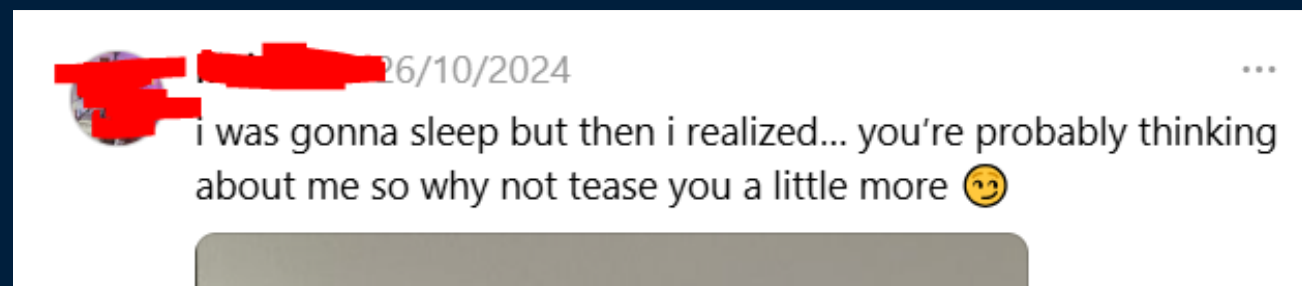 26/10/2024
i was gonna sleep but then i realized... you’re probably thinking
about me so why not tease you a little more 😏